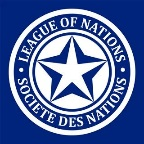 · LEAGUE OF NATIONS ·
SOCIETE DES NATIONS